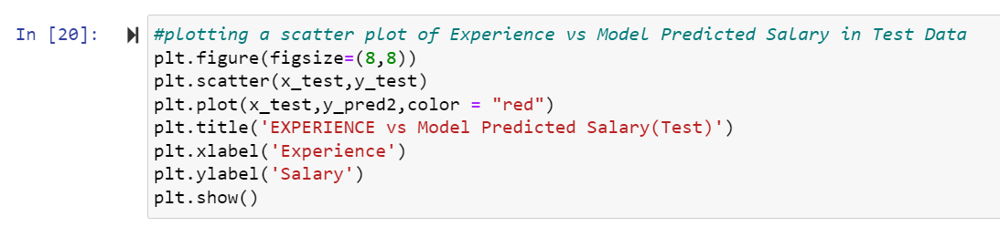 In [20]: #plotting a scatter plot of Experience vs Model Predicted Salary in Test Data
plt.figure(figsize=(8,8))
plt.scatter(x_test,y_test)
plt.plot(x_test,y_pred2,color = "red")
plt.title('EXPERIENCE vs Model Predicted Salary(Test)')
plt.xlabel('Experience')
plt.ylabel('Salary')
plt.show()